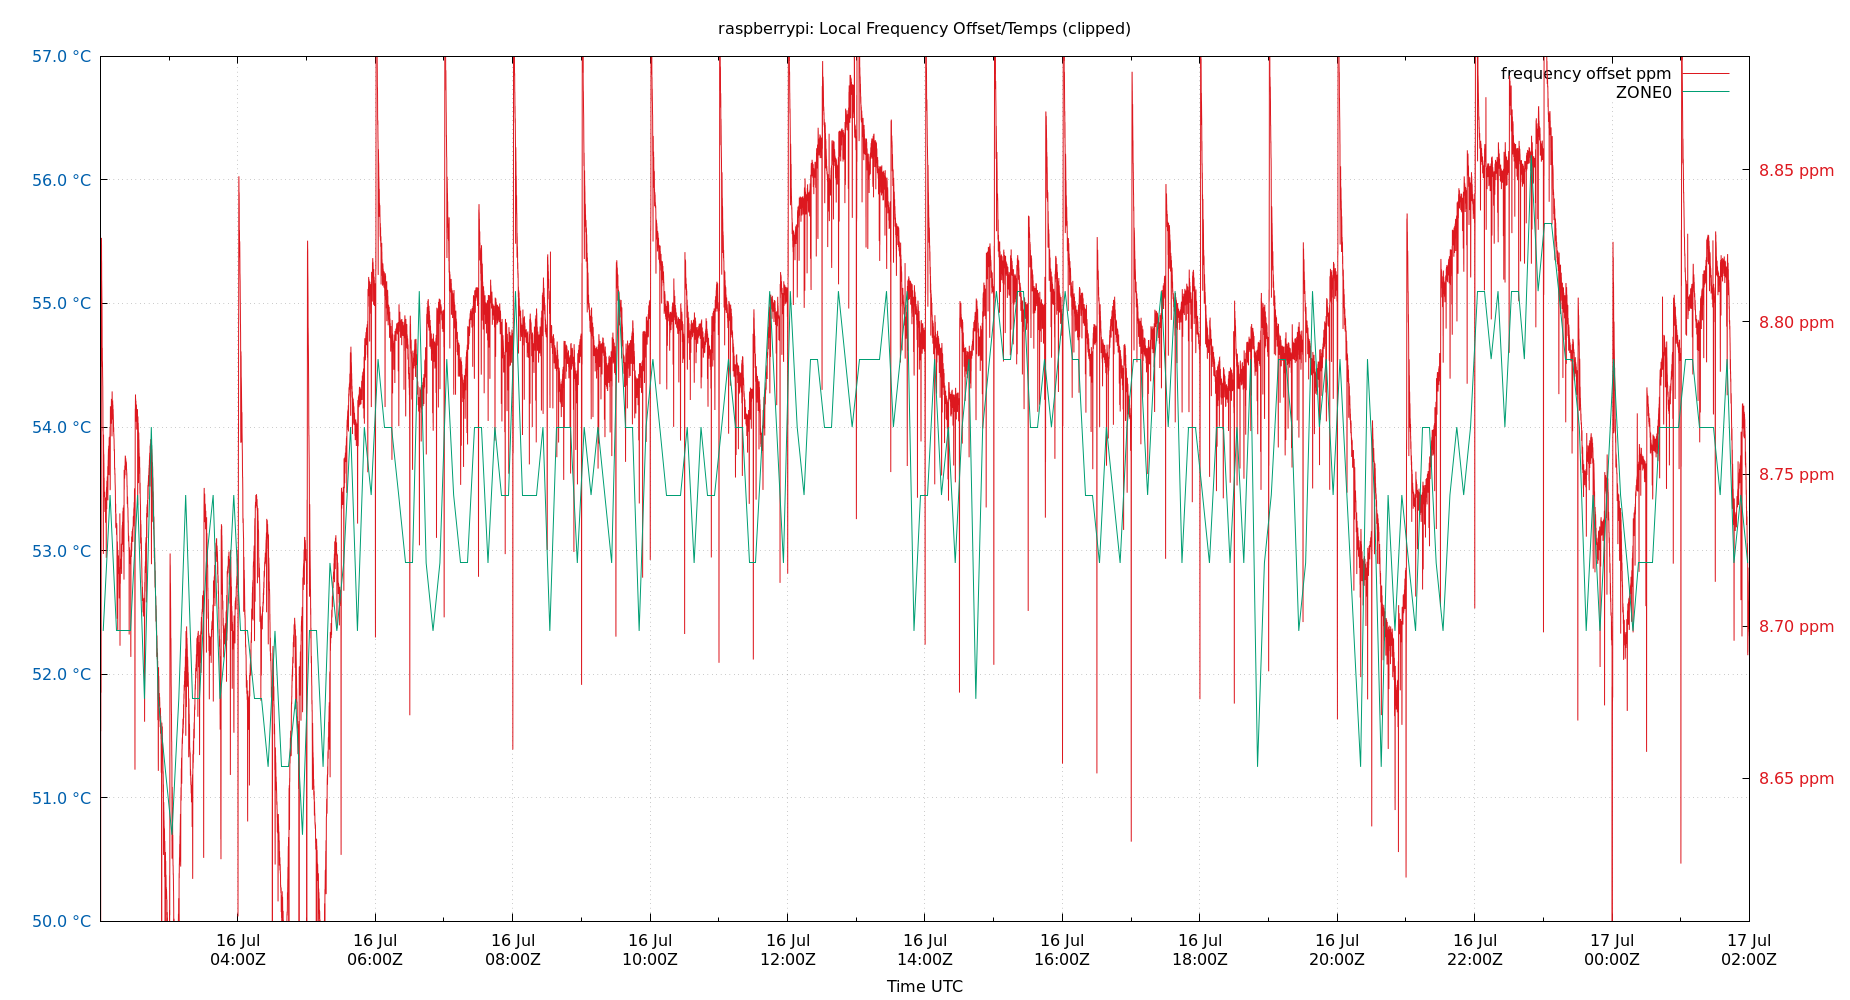 raspberrypi: Local Frequency Offset/Temps (clipped)
57.0 °C
frequency offset ppm
ZONE0
56.0 °C
8.85 ppm
55.0 °C
8.80 ppm
54.0 °C
8.75 ppm
53.0 °C
8.70 ppm
52.0 °C
8.65 ppm
51.0 °C
50.0 °C
16 Jul 16 Jul 16 Jul 16 Jul 16 Jul 16 Jul 16 Jul 16 Jul 16 Jul 16 Jul 17 Jul 17 Jul
04:00Z 06:00Z 08:00Z 10:00Z 12:00Z 14:00Z 16:00Z 18:00Z 20:00Z 22:00Z 00:00Z 02:00Z
Time UTC